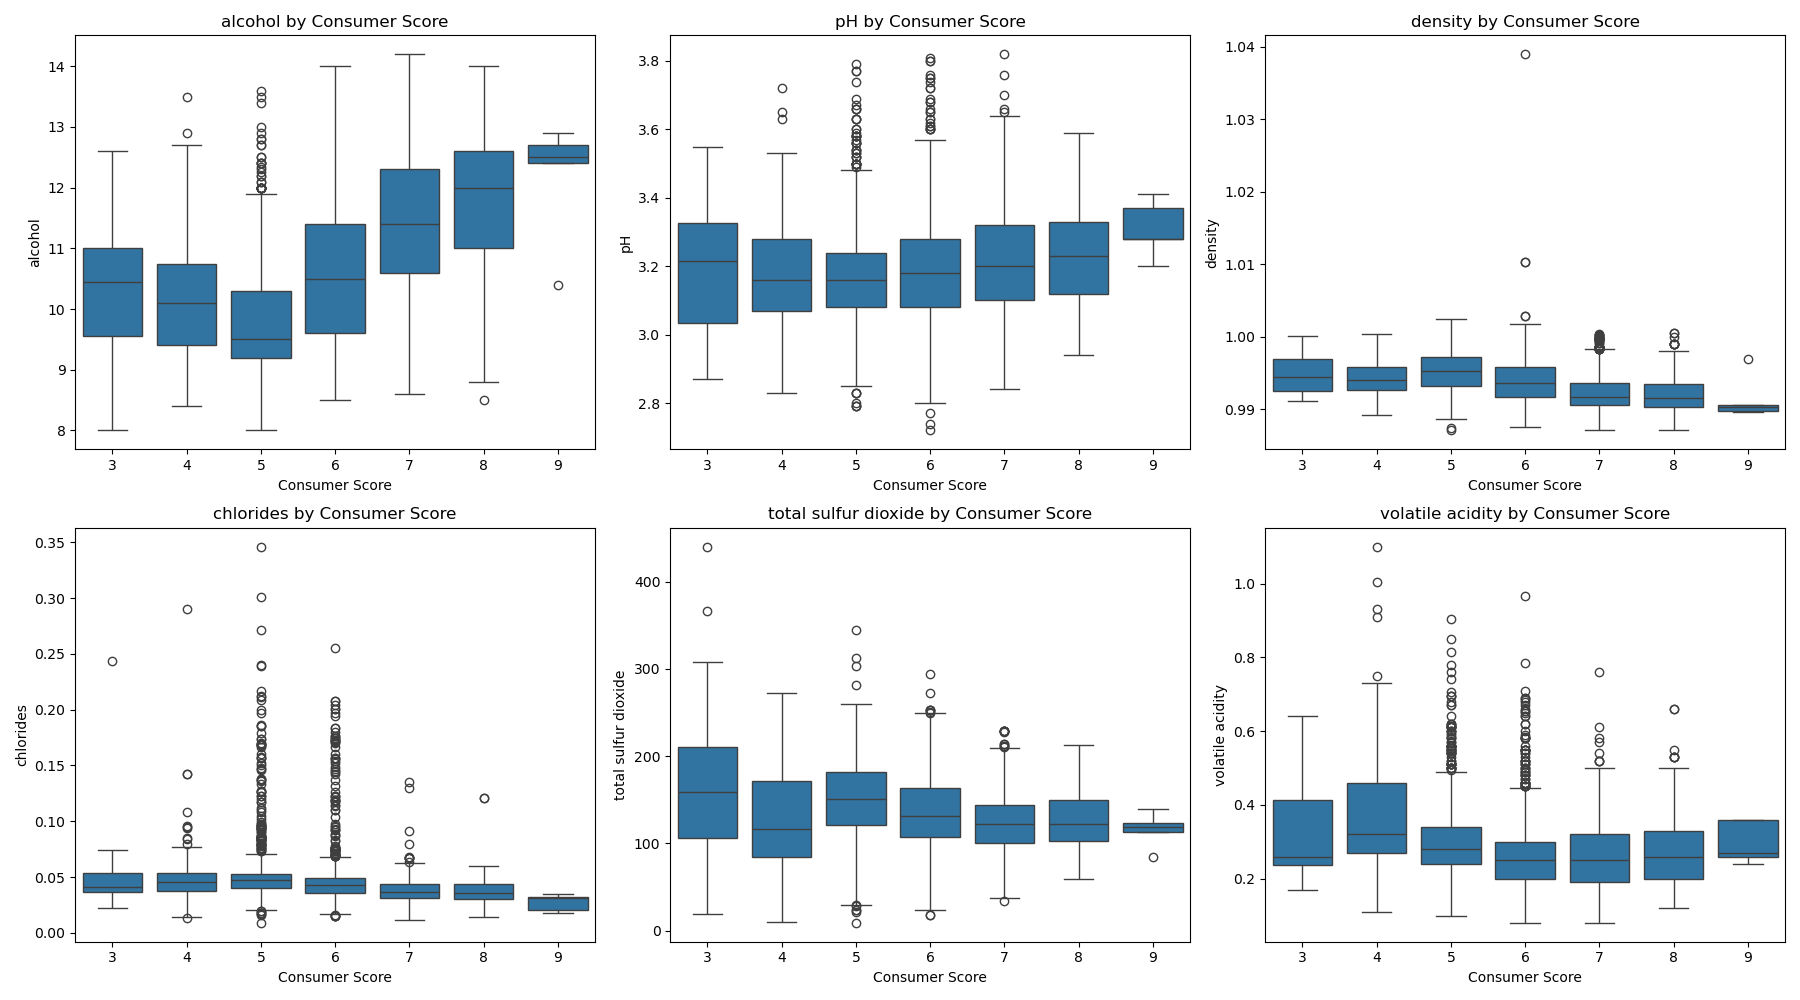 alcohol by Consumer Score
alcohol
14
13
12
11
10
9
8
3 4 5 6 7 8 9
Consumer Score
pH by Consumer Score
pH
3.8
3.6
3.4
3.2
3.0
2.8
3 4 5 6 7 8 9
Consumer Score
density by Consumer Score
density
1.04
1.03
1.02
1.01
1.00
0.99
3 4 5 6 7 8 9
Consumer Score
chlorides by Consumer Score
chlorides
0.35
0.30
0.25
0.20
0.15
0.10
0.05
0.00
3 4 5 6 7 8 9
Consumer Score
total sulfur dioxide by Consumer Score
total sulfur dioxide
400
300
200
100
0
3 4 5 6 7 8 9
Consumer Score
volatile acidity by Consumer Score
volatile acidity
1.0
0.8
0.6
0.4
0.2
3 4 5 6 7 8 9
Consumer Score